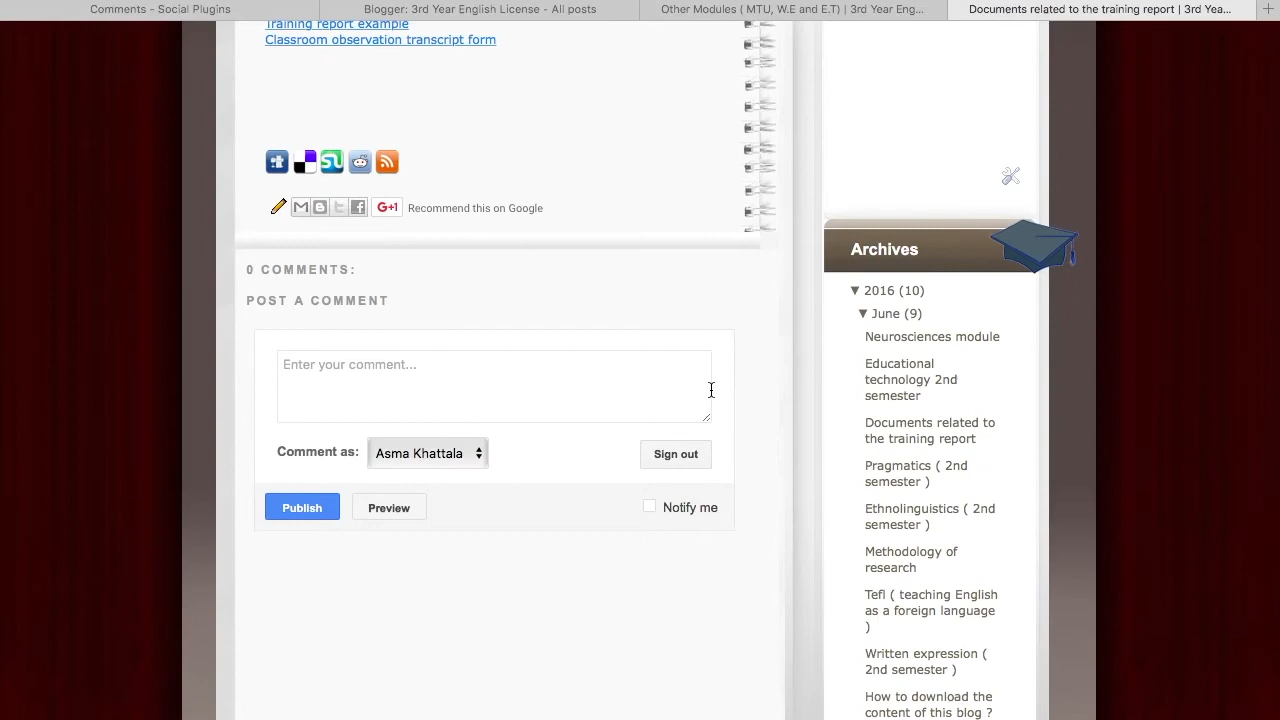 Comments - Social Plugins
Blogger: 3rd Year English License - All posts
Other Modules ( MTU, W.E and E.T) | 3rd Year Eng...
Documents related to the training report | 3rd Yea...
Training report example
Classroom observation transcript form
G+1 Recommend this on Google
0 COMMENTS:
POST A COMMENT
Enter your comment...
Comment as:
Asma Khattala
Sign out
Publish
Preview
Notify me
Archives
▼ 2016 (10)
▼ June (9)
Neurosciences module
Educational
technology 2nd
semester
Documents related to
the training report
Pragmatics ( 2nd
semester )
Ethnolinguistics ( 2nd
semester )
Methodology of
research
Tefl ( teaching English
as a foreign language
)
Written expression (
2nd semester )
How to download the
content of this blog ?